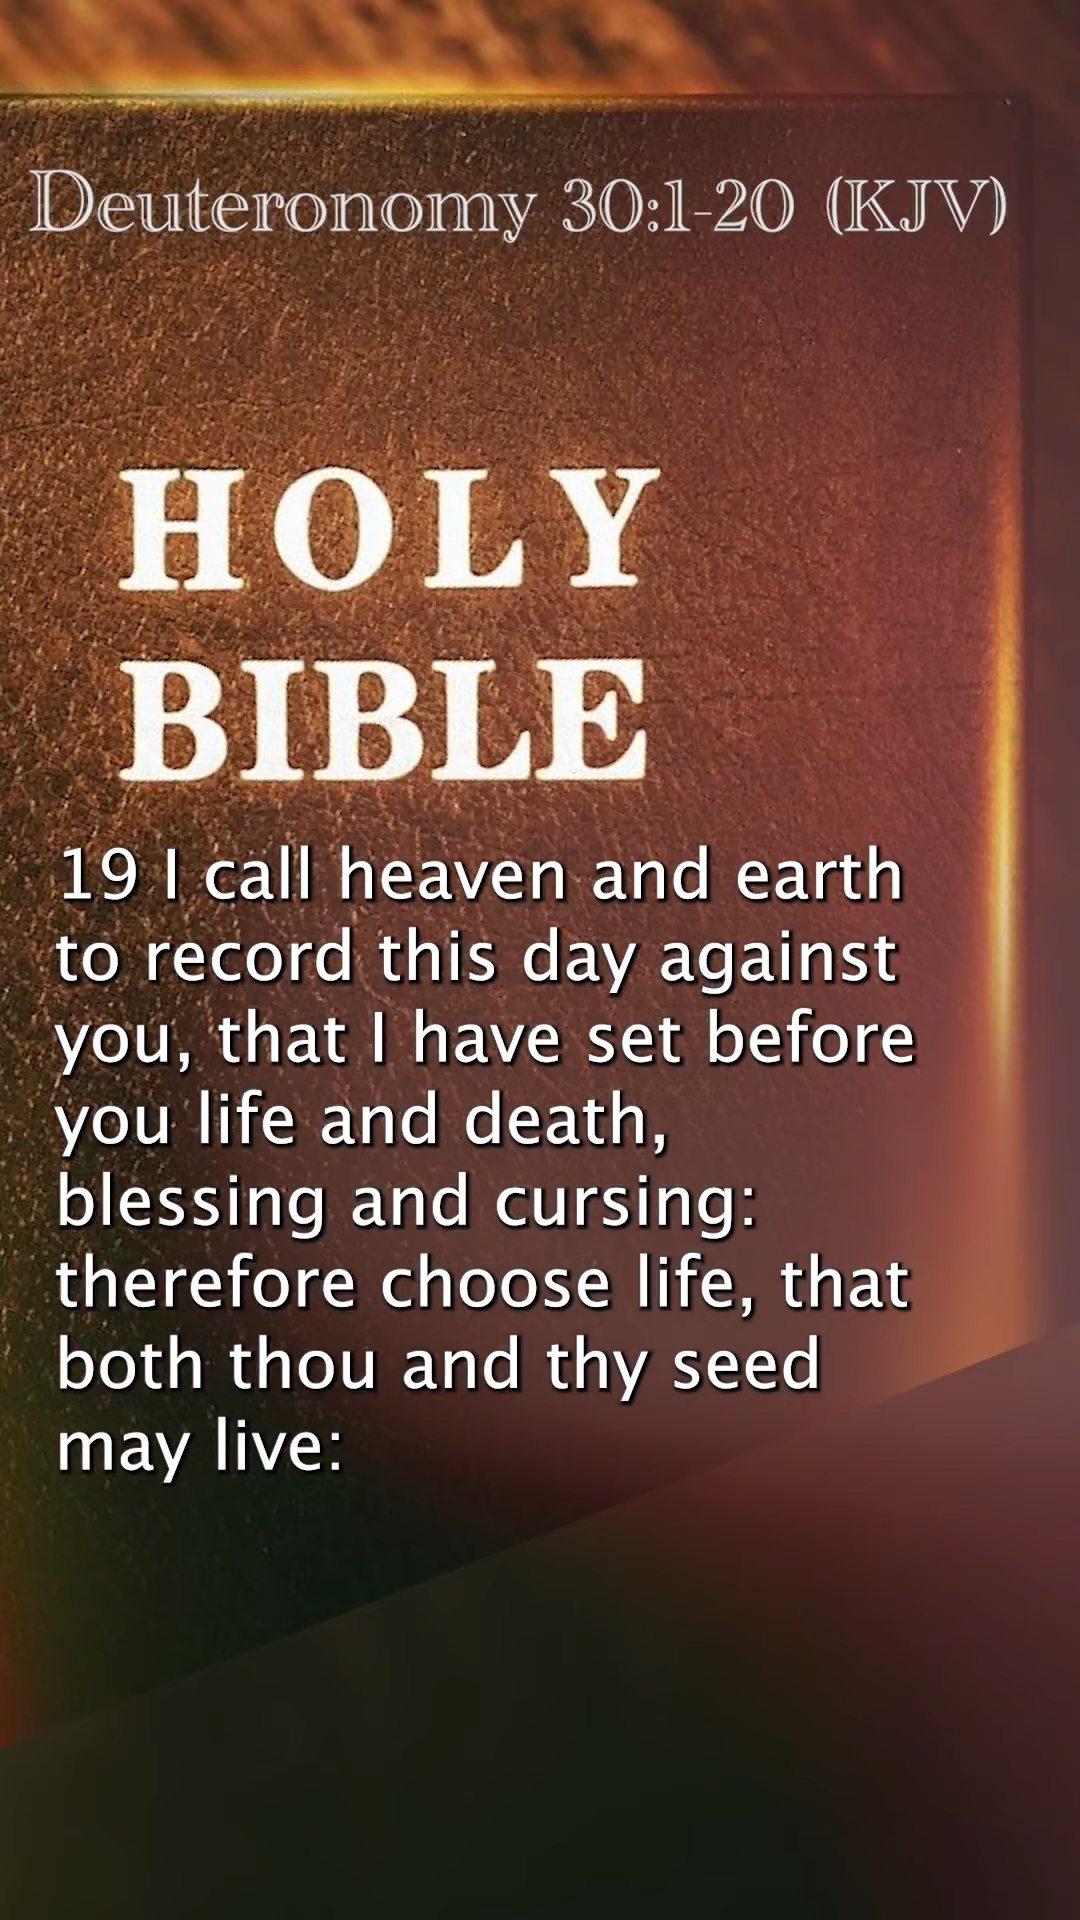 Deuteronomy 30:1-20 (KJV)
HOLY
BIBLE
19 I call heaven and earth
to record this day against
you, that I have set before
you life and death,
blessing and cursing:
therefore choose life, that
both thou and thy seed
may live: